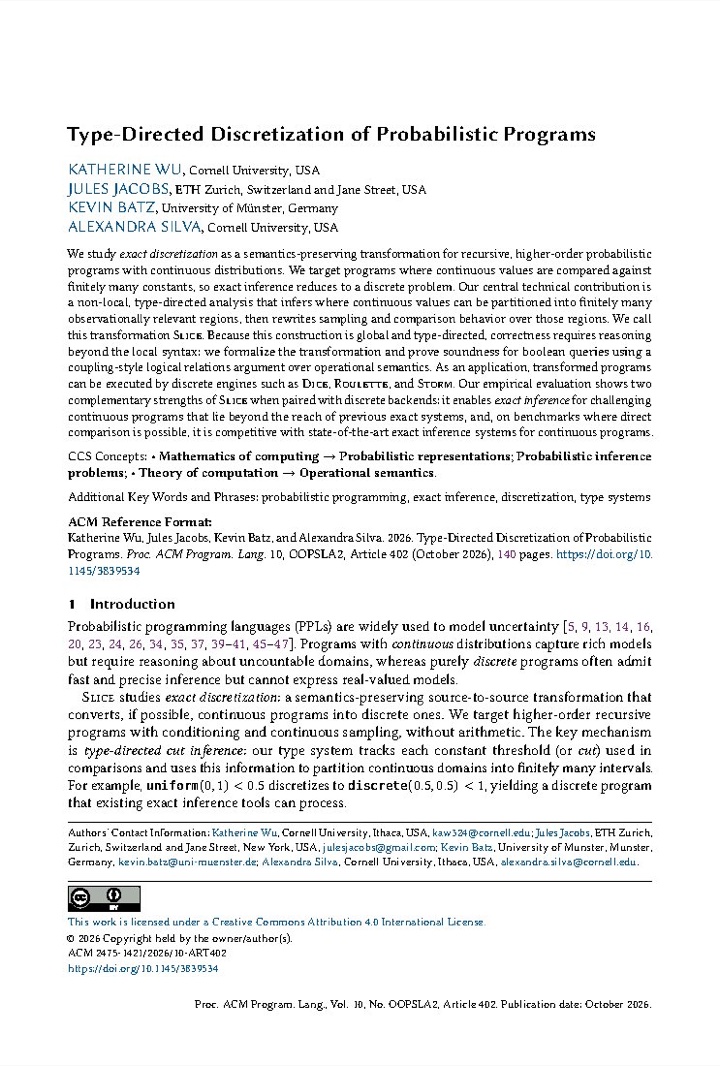 Type-Directed Discretization of Probabilistic Programs
KATHERINE WU, Cornell University, USA
JULES JACOBS, ETH Zurich, Switzerland and Jane Street, USA
KEVIN BATZ, University of Münster, Germany
ALEXANDRA SILVA, Cornell University, USA
We study exact discretization as a semantics-preserving transformation for recursive, higher-order probabilistic
programs with continuous distributions. We target programs where continuous values are compared against
finitely many constants, so exact inference reduces to a discrete problem. Our central technical contribution is
a non-local, type-directed analysis that infers where continuous values can be partitioned into finitely many
observationally relevant regions, then rewrites sampling and comparison behavior over those regions. We call
this transformation Slice. Because this construction is global and type-directed, correctness requires reasoning
beyond the local syntax: we formalize the transformation and prove soundness for boolean queries using a
coupling-style logical relations argument over operational semantics. As an application, transformed programs
can be executed by discrete engines such as Dice, Roulette, and Storm. Our empirical evaluation shows two
complementary strengths of Slice when paired with discrete backends: it enables exact inference for challenging
continuous programs that lie beyond the reach of previous exact systems, and, on benchmarks where direct
comparison is possible, it is competitive with state-of-the-art exact inference systems for continuous programs.
CCS Concepts: • Mathematics of computing → Probabilistic representations; Probabilistic inference
problems; • Theory of computation → Operational semantics.
Additional Key Words and Phrases: probabilistic programming, exact inference, discretization, type systems
ACM Reference Format:
Katherine Wu, Jules Jacobs, Kevin Batz, and Alexandra Silva. 2026. Type-Directed Discretization of Probabilistic
Programs. Proc. ACM Program. Lang. 10, OOPSLA2, Article 402 (October 2026), 140 pages. https://doi.org/10.
1145/3839534
1 Introduction
Probabilistic programming languages (PPLs) are widely used to model uncertainty [5, 9, 13, 14, 16,
20, 23, 24, 26, 34, 35, 37, 39–41, 45–47]. Programs with continuous distributions capture rich models
but require reasoning about uncountable domains, whereas purely discrete programs often admit
fast and precise inference but cannot express real-valued models.
Slice studies exact discretization: a semantics-preserving source-to-source transformation that
converts, if possible, continuous programs into discrete ones. We target higher-order recursive
programs with conditioning and continuous sampling, without arithmetic. The key mechanism
is type-directed cut inference: our type system tracks each constant threshold (or cut) used in
comparisons and uses this information to partition continuous domains into finitely many intervals.
For example, uniform(0, 1) < 0.5 discretizes to discrete(0.5, 0.5) < 1, yielding a discrete program
that existing exact inference tools can process.
Authors' Contact Information: Katherine Wu, Cornell University, Ithaca, USA, kaw324@cornell.edu; Jules Jacobs, ETH Zurich,
Zurich, Switzerland and Jane Street, New York, USA, julesjacobs@gmail.com; Kevin Batz, University of Munster, Munster,
Germany, kevin.batz@uni-muenster.de; Alexandra Silva, Cornell University, Ithaca, USA, alexandra.silva@cornell.edu.
cc BY
This work is licensed under a Creative Commons Attribution 4.0 International License.
© 2026 Copyright held by the owner/author(s).
ACM 2475-1421/2026/10-ART402
https://doi.org/10.1145/3839534
Proc. ACM Program. Lang., Vol. 10, No. OOPSLA2, Article 402. Publication date: October 2026.